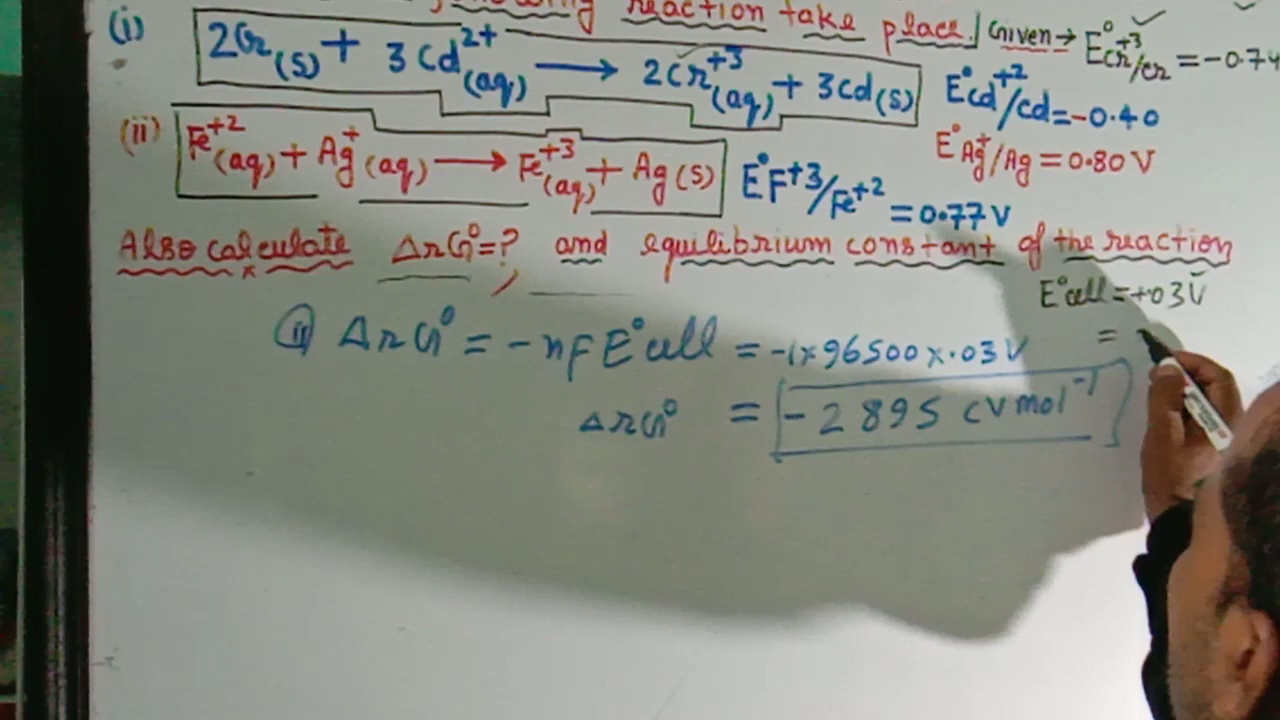 reaction take place. / Given → E°Cr⁺³/Cr = -0.74
(i) 2Cr(s) + 3Cd²⁺(aq) → 2Cr⁺³(aq) + 3Cd(s) E°Cd⁺²/Cd = -0.40
(ii) Fe⁺²(aq) + Ag⁺(aq) → Fe⁺³(aq) + Ag(s) E°Ag⁺/Ag = 0.80 V
E°F⁺³/Fe⁺² = 0.77 V
Also calculate ΔrG° = ?, and equilibrium constant of the reaction
E°cell = +.03 V
(ii) ΔrG° = -nFE°cell = -1×96500×.03 V =
ΔrG° = -2895 CV mol⁻¹